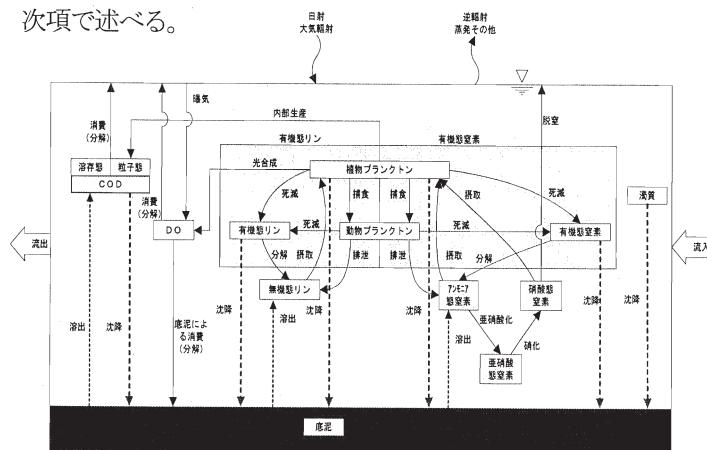 次項で述べる。
日射
大気輻射
逆輻射
蒸発その他
曝気
内部生産
脱窒
消費
(分解)
有機態リン
有機態窒素
溶存態
粒子態
COD
光合成
植物プランクトン
消費
(分解)
死滅
捕食
捕食
摂取
死滅
濁質
DO
有機態リン
死滅
動物プランクトン
死滅
有機態窒素
流出
流入
分解
摂取
排泄
排泄
摂取
分解
無機態リン
アンモニア
態窒素
硝酸態
窒素
溶出
沈降
底泥によ
る消費
(分解)
沈降
溶出
沈降
沈降
溶出
亜硝酸化
硝化
沈降
沈降
亜硝酸
態窒素
底泥